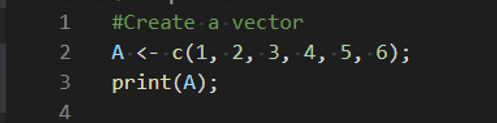 1 #Create a vector
2 A <- c(1, 2, 3, 4, 5, 6);
3 print(A);
4